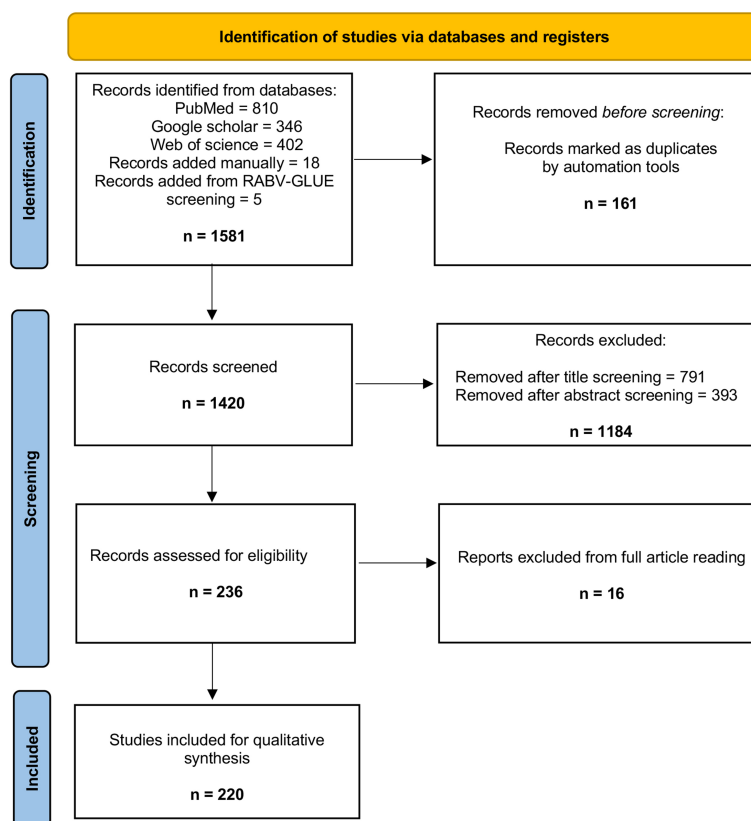 Identification of studies via databases and registers
Identification
Records identified from databases:
PubMed = 810
Google scholar = 346
Web of science = 402
Records added manually = 18
Records added from RABV-GLUE
screening = 5
n = 1581
Records removed before screening:
Records marked as duplicates
by automation tools
n = 161
Screening
Records screened
n = 1420
Records excluded:
Removed after title screening = 791
Removed after abstract screening = 393
n = 1184
Records assessed for eligibility
n = 236
Reports excluded from full article reading
n = 16
Included
Studies included for qualitative
synthesis
n = 220